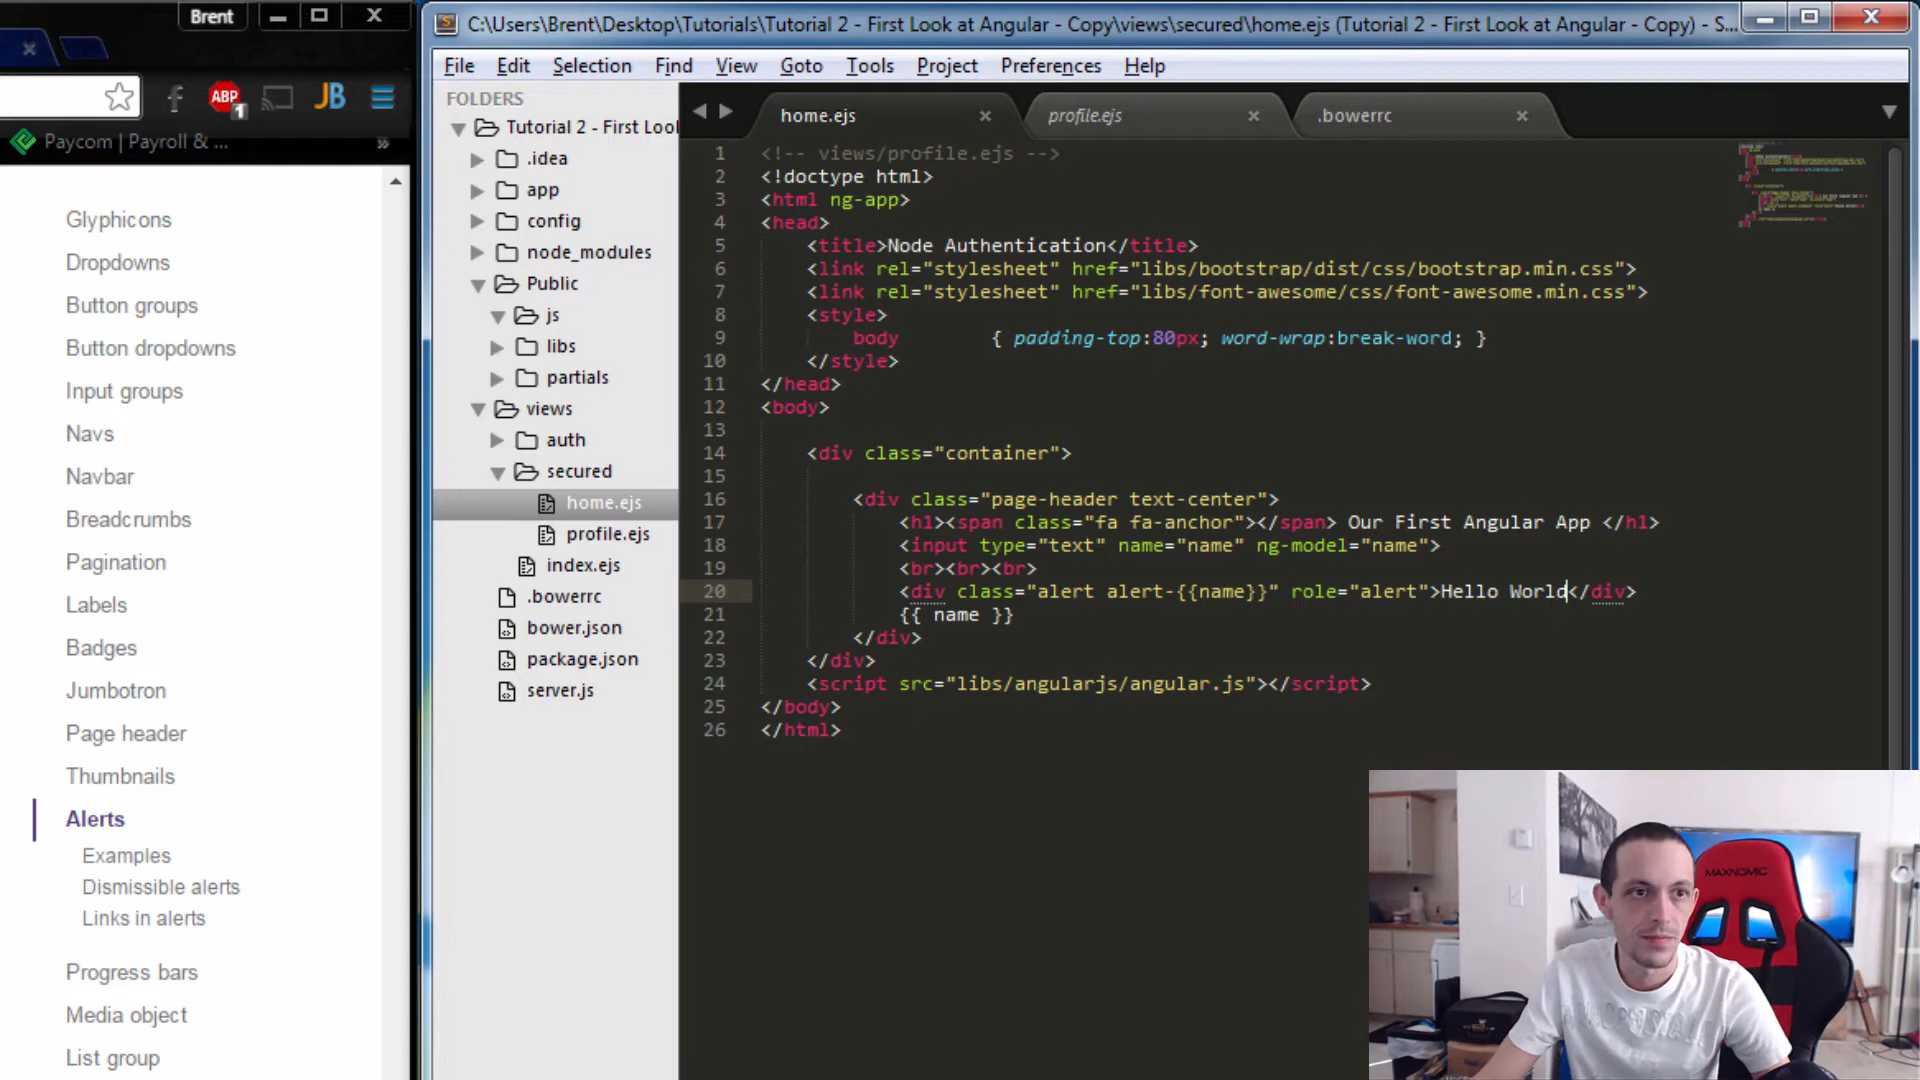 Brent
ABP
1
JB
Paycom | Payroll & ...
»
Glyphicons
Dropdowns
Button groups
Button dropdowns
Input groups
Navs
Navbar
Breadcrumbs
Pagination
Labels
Badges
Jumbotron
Page header
Thumbnails
Alerts
Examples
Dismissible alerts
Links in alerts
Progress bars
Media object
List group
C:\Users\Brent\Desktop\Tutorials\Tutorial 2 - First Look at Angular - Copy\views\secured\home.ejs (Tutorial 2 - First Look at Angular - Copy) - S...
File Edit Selection Find View Goto Tools Project Preferences Help
FOLDERS
Tutorial 2 - First Lool
.idea
app
config
node_modules
Public
js
libs
partials
views
auth
secured
home.ejs
profile.ejs
index.ejs
.bowerrc
bower.json
package.json
server.js
home.ejs profile.ejs .bowerrc
1 <!-- views/profile.ejs -->
2 <!doctype html>
3 <html ng-app>
4 <head>
5 <title>Node Authentication</title>
6 <link rel="stylesheet" href="libs/bootstrap/dist/css/bootstrap.min.css">
7 <link rel="stylesheet" href="libs/font-awesome/css/font-awesome.min.css">
8 <style>
9 body { padding-top:80px; word-wrap:break-word; }
10 </style>
11 </head>
12 <body>
13
14 <div class="container">
15
16 <div class="page-header text-center">
17 <h1><span class="fa fa-anchor"></span> Our First Angular App </h1>
18 <input type="text" name="name" ng-model="name">
19 <br><br><br>
20 <div class="alert alert-{{name}}" role="alert">Hello World</div>
21 {{ name }}
22 </div>
23 </div>
24 <script src="libs/angularjs/angular.js"></script>
25 </body>
26 </html>
MAXNOMIC